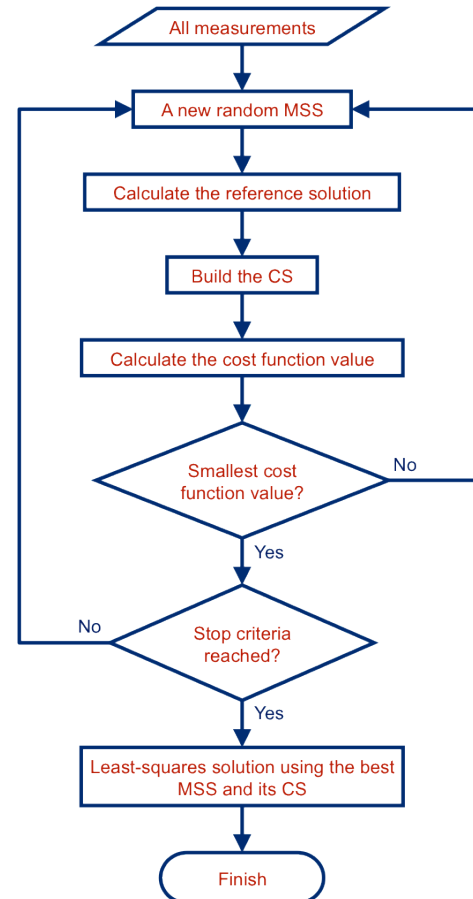 All measurements
A new random MSS
Calculate the reference solution
Build the CS
Calculate the cost function value
Smallest cost
function value?
No
Yes
No
Stop criteria
reached?
Yes
Least-squares solution using the best
MSS and its CS
Finish